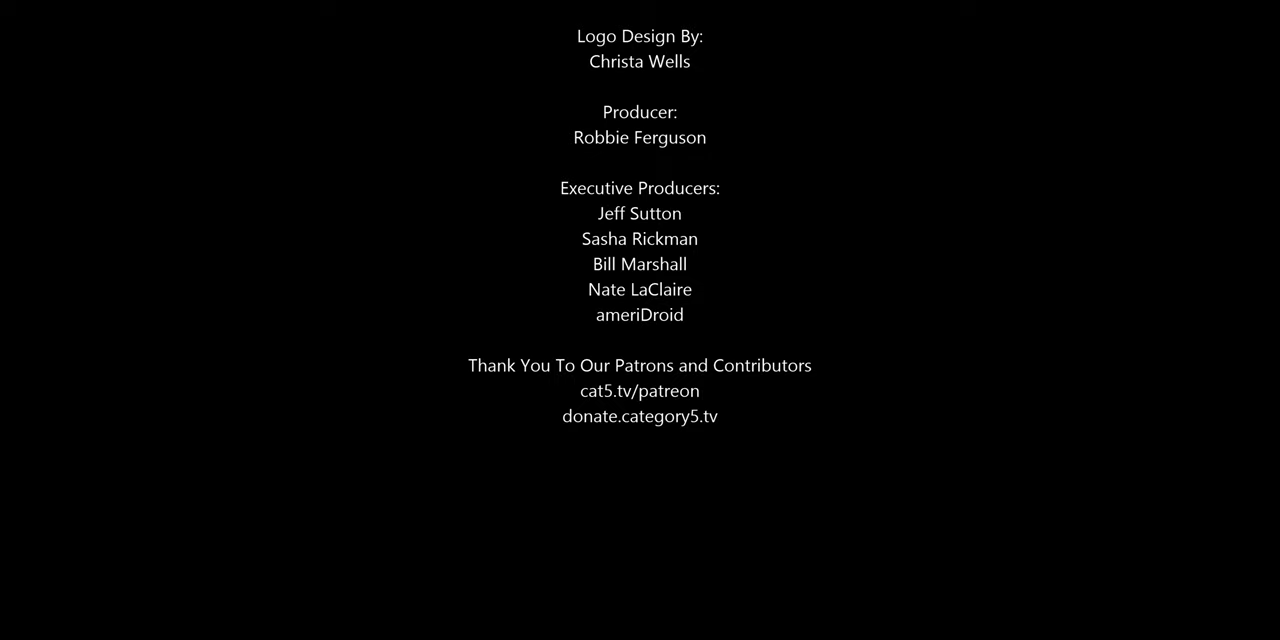 Logo Design By:
Christa Wells
Producer:
Robbie Ferguson
Executive Producers:
Jeff Sutton
Sasha Rickman
Bill Marshall
Nate LaClaire
ameriDroid
Thank You To Our Patrons and Contributors
cat5.tv/patreon
donate.category5.tv